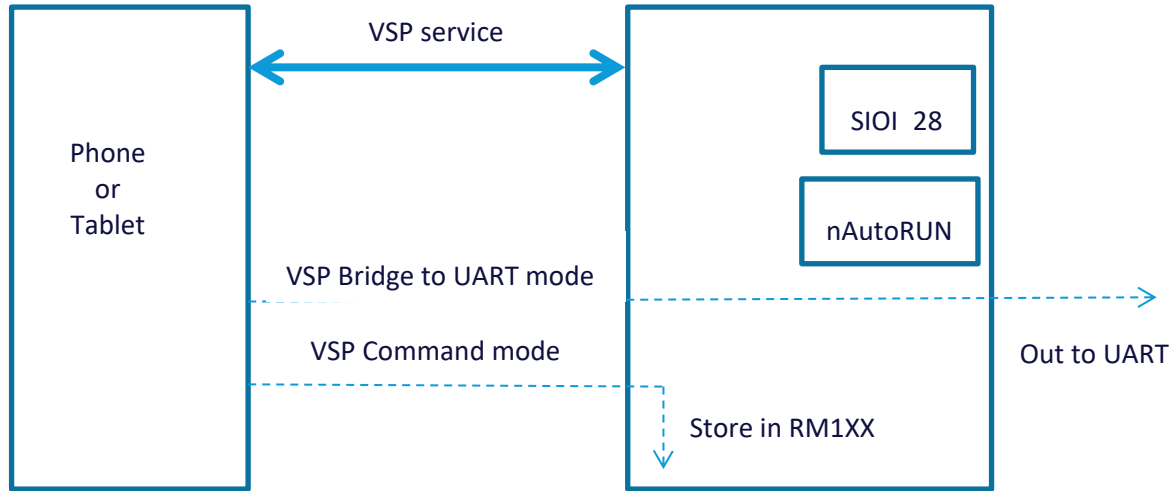 VSP service
SIOI 28
Phone
or
Tablet
nAutoRUN
VSP Bridge to UART mode
VSP Command mode
Out to UART
Store in RM1XX